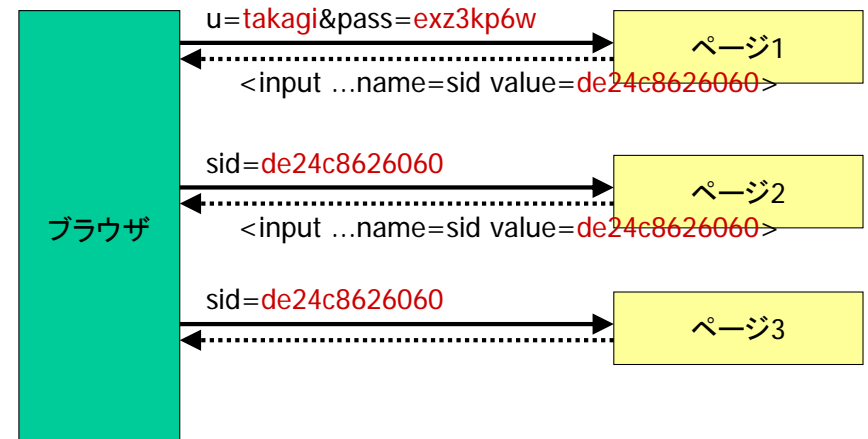 u=takagi&pass=exz3kp6w
ページ1
<input …name=sid value=de24c8626060>
sid=de24c8626060
ページ2
ブラウザ
<input …name=sid value=de24c8626060>
sid=de24c8626060
ページ3